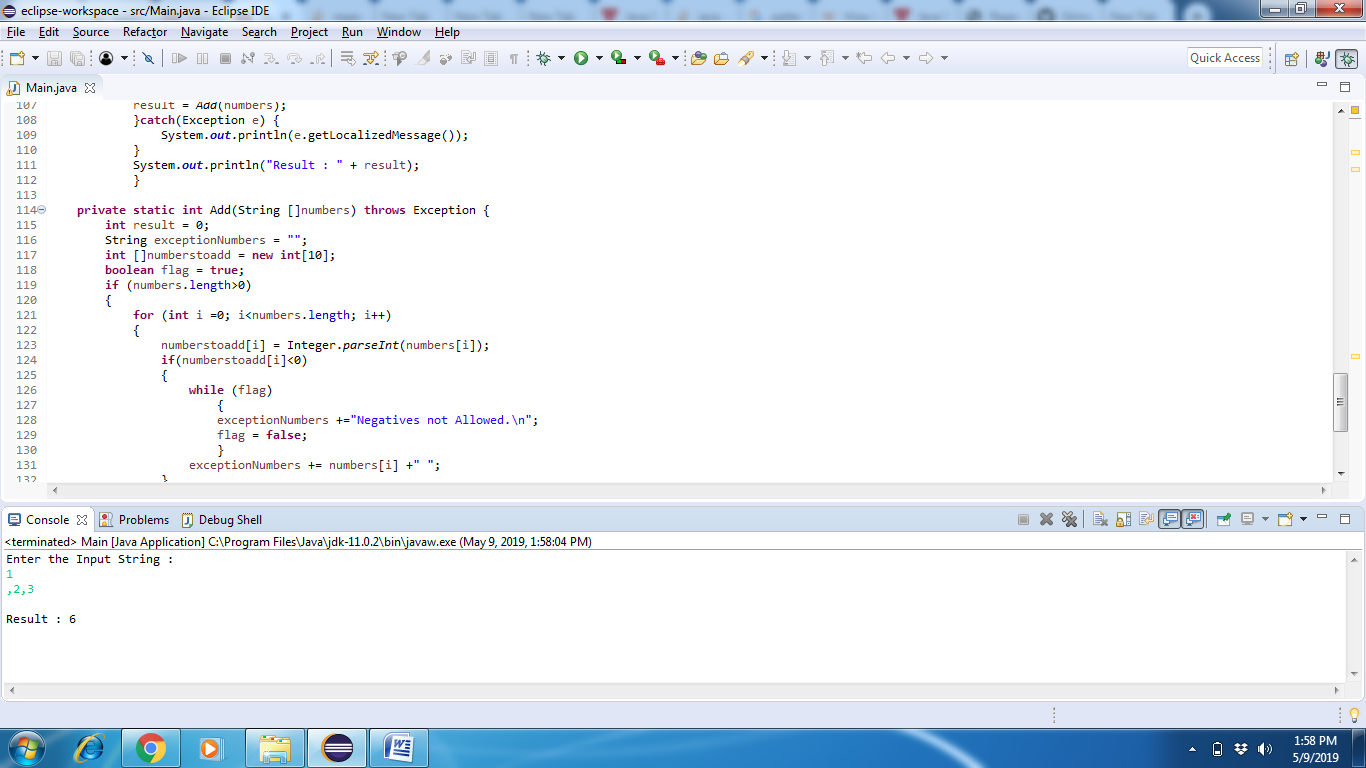 eclipse-workspace - src/Main.java - Eclipse IDE
File Edit Source Refactor Navigate Search Project Run Window Help
Quick Access
Main.java
107 result = Add(numbers);
108 }catch(Exception e) {
109 System.out.println(e.getLocalizedMessage());
110 }
111 System.out.println("Result : " + result);
112 }
113
114 private static int Add(String []numbers) throws Exception {
115 int result = 0;
116 String exceptionNumbers = "";
117 int []numberstoadd = new int[10];
118 boolean flag = true;
119 if (numbers.length>0)
120 {
121 for (int i =0; i<numbers.length; i++)
122 {
123 numberstoadd[i] = Integer.parseInt(numbers[i]);
124 if(numberstoadd[i]<0)
125 {
126 while (flag)
127 {
128 exceptionNumbers +="Negatives not Allowed.\n";
129 flag = false;
130 }
131 exceptionNumbers += numbers[i] +" ";
132 }
Console Problems Debug Shell
<terminated> Main [Java Application] C:\Program Files\Java\jdk-11.0.2\bin\javaw.exe (May 9, 2019, 1:58:04 PM)
Enter the Input String :
1
,2,3
Result : 6
1:58 PM
5/9/2019